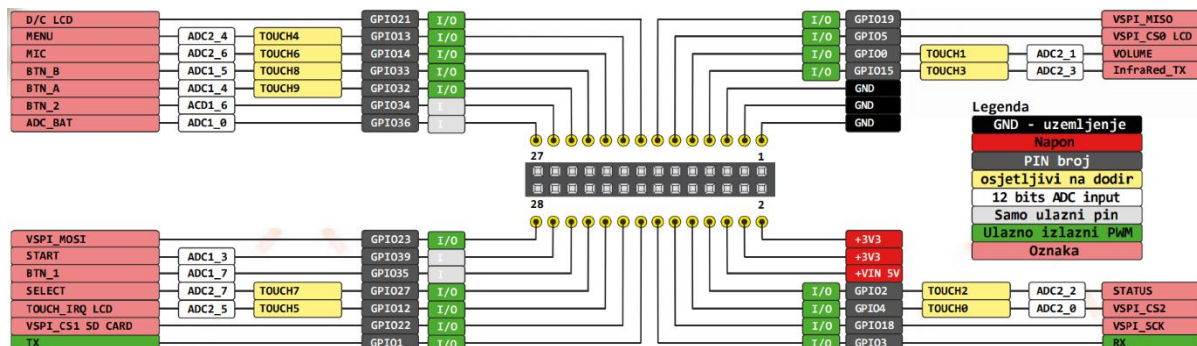 D/C LCD GPIO21 I/O
MENU ADC2_4 TOUCH4 GPIO13 I/O
MIC ADC2_6 TOUCH6 GPIO14 I/O
BTN_B ADC1_5 TOUCH8 GPIO33 I/O
BTN_A ADC1_4 TOUCH9 GPIO32 I/O
BTN_2 ACD1_6 GPIO34 I
ADC_BAT ADC1_0 GPIO36 I
I/O GPIO19 VSPI_MISO
I/O GPIO5 VSPI_CS0 LCD
I/O GPIO0 TOUCH1 ADC2_1 VOLUME
I/O GPIO15 TOUCH3 ADC2_3 InfraRed_TX
GND
GND
GND
27 1
28 2
Legenda
GND - uzemljenje
Napon
PIN broj
osjetljivi na dodir
12 bits ADC input
Samo ulazni pin
Ulazno izlazni PWM
Oznaka
VSPI_MOSI GPIO23 I/O
START ADC1_3 GPIO39 I
BTN_1 ADC1_7 GPIO35 I
SELECT ADC2_7 TOUCH7 GPIO27 I/O
TOUCH_IRQ LCD ADC2_5 TOUCH5 GPIO12 I/O
VSPI_CS1 SD CARD GPIO22 I/O
TX GPIO1 I/O
+3V3
+3V3
+VIN 5V
I/O GPIO2 TOUCH2 ADC2_2 STATUS
I/O GPIO4 TOUCH0 ADC2_0 VSPI_CS2
I/O GPIO18 VSPI_SCK
I/O GPIO3 RX